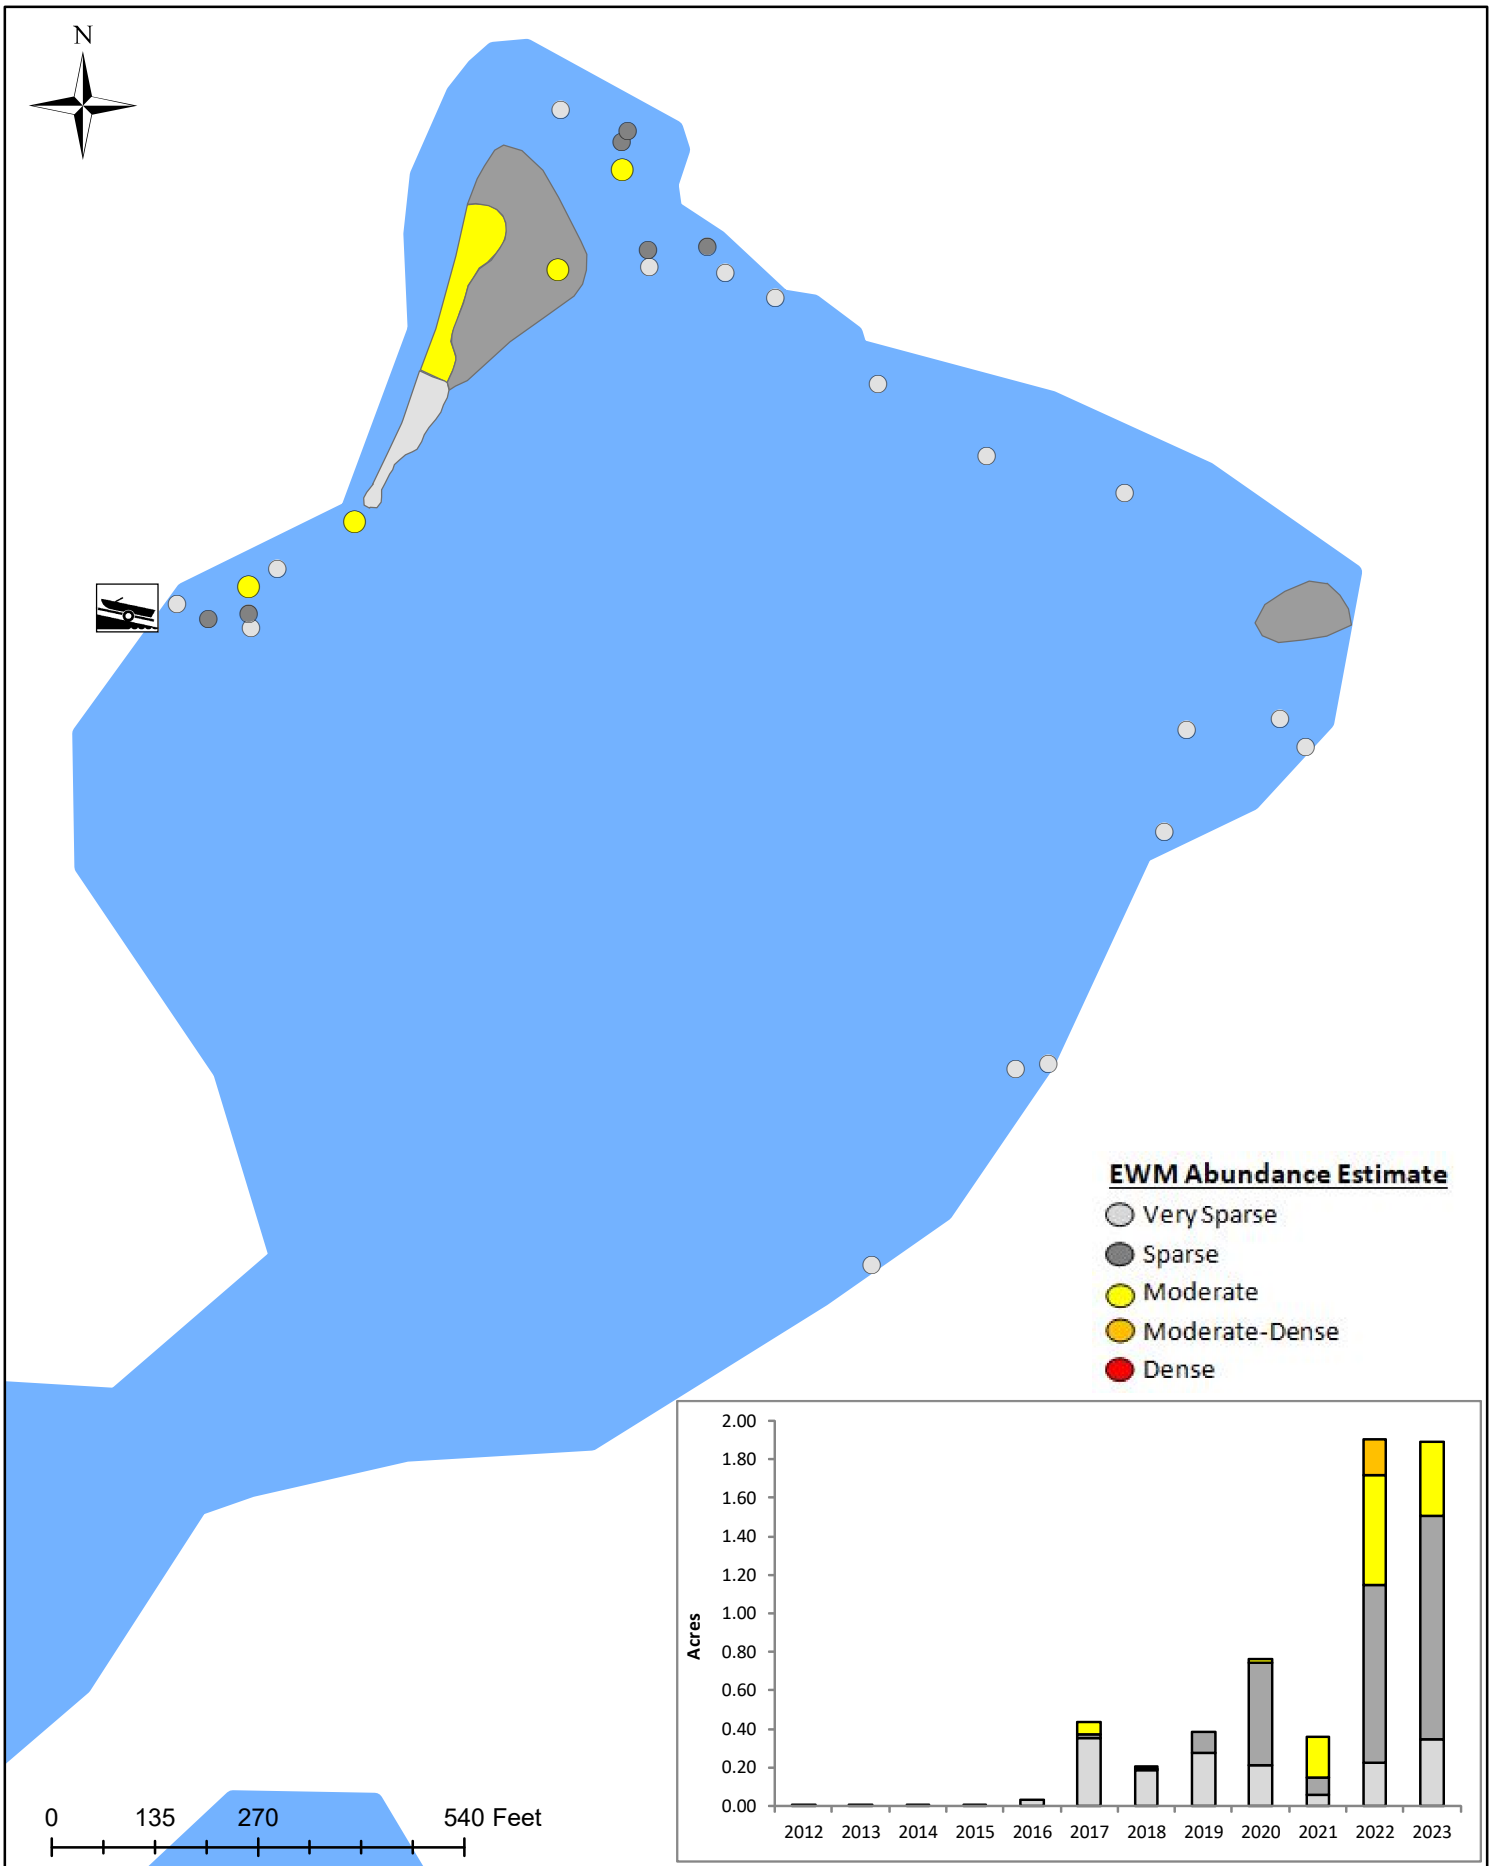 N
EWM Abundance Estimate
Very Sparse
Sparse
Moderate
Moderate-Dense
Dense
2.00
1.80
1.60
1.40
1.20
1.00
0.80
0.60
0.40
0.20
0.00
Acres
2012 2013 2014 2015 2016 2017 2018 2019 2020 2021 2022 2023
0 135 270 540 Feet